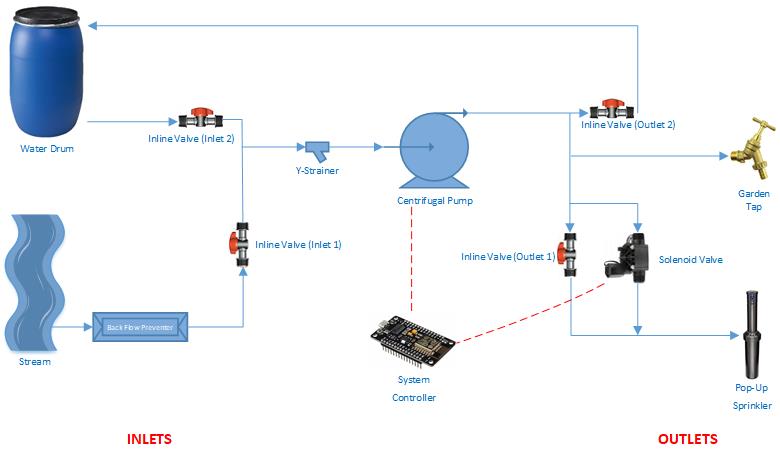 Inline Valve (Inlet 2)
Inline Valve (Outlet 2)
Water Drum
Y-Strainer
Garden
Tap
Centrifugal Pump
Inline Valve (Inlet 1)
Inline Valve (Outlet 1)
Solenoid Valve
Back Flow Preventer
Stream
System
Controller
Pop-Up
Sprinkler
INLETS
OUTLETS